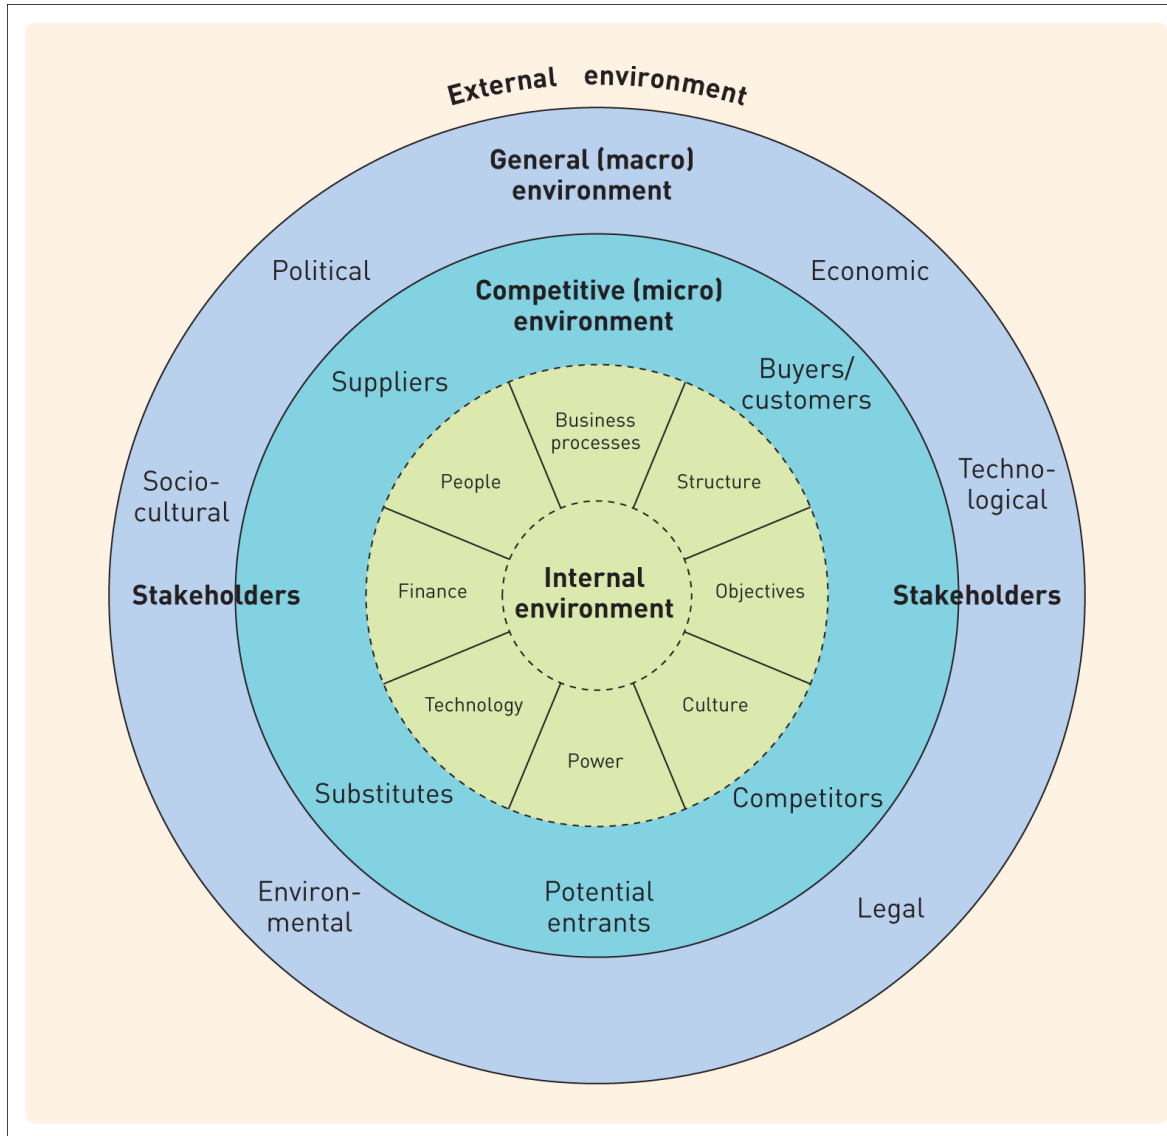 External environment
General (macro)
environment
Political
Economic
Competitive (micro)
environment
Suppliers
Buyers/
customers
Business
processes
People
Structure
Socio-
cultural
Techno-
logical
Finance
Internal
environment
Objectives
Stakeholders
Stakeholders
Technology
Culture
Power
Substitutes
Competitors
Environ-
mental
Potential
entrants
Legal